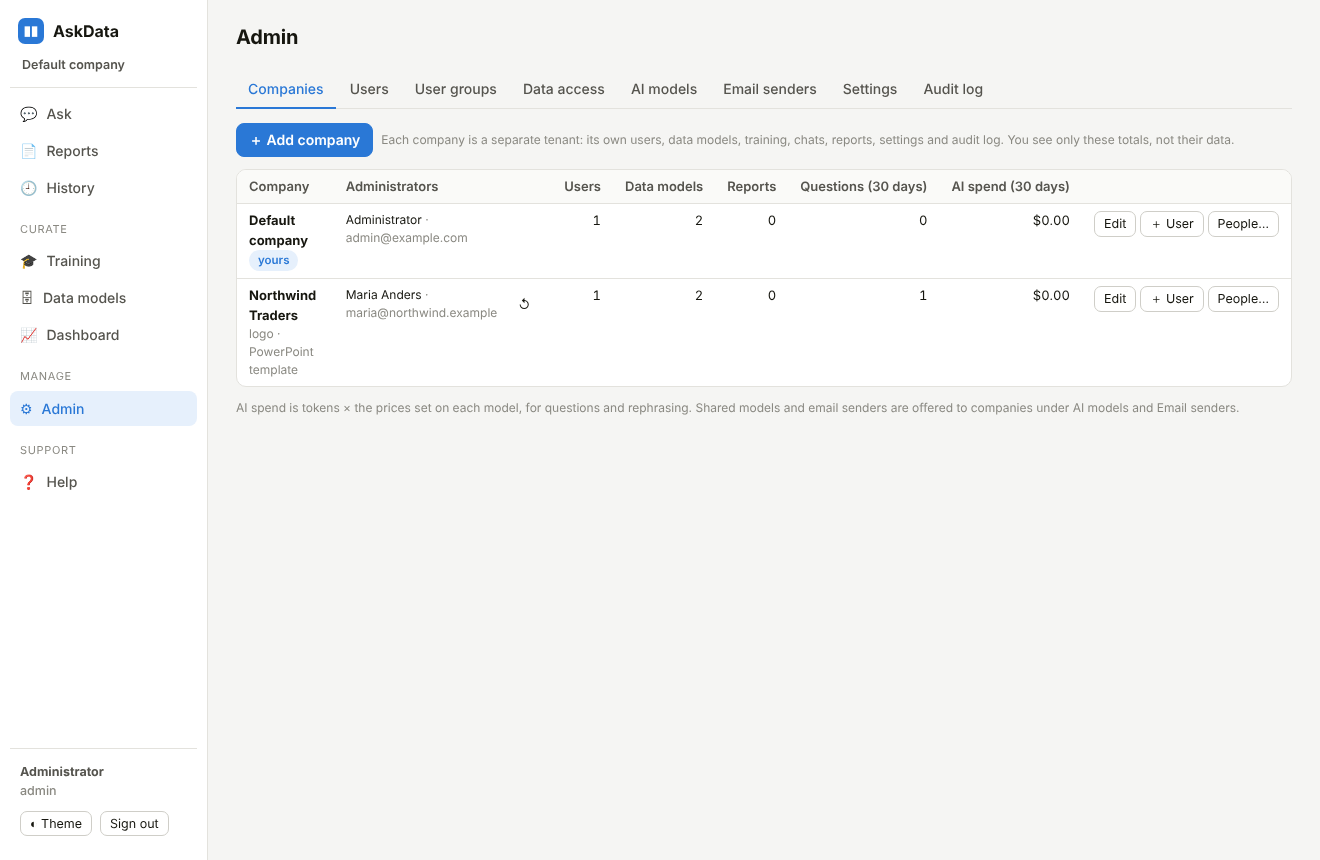 AskData
Default company
Ask
Reports
History
CURATE
Training
Data models
Dashboard
MANAGE
Admin
SUPPORT
Help
Administrator
admin
Theme
Sign out
Admin
Companies Users User groups Data access AI models Email senders Settings Audit log
+ Add company Each company is a separate tenant: its own users, data models, training, chats, reports, settings and audit log. You see only these totals, not their data.
Company Administrators Users Data models Reports Questions (30 days) AI spend (30 days)
Default company Administrator · admin@example.com 1 2 0 0 $0.00 Edit + User People…
yours
Northwind Traders Maria Anders · maria@northwind.example 1 2 0 1 $0.00 Edit + User People…
logo · PowerPoint template
AI spend is tokens × the prices set on each model, for questions and rephrasing. Shared models and email senders are offered to companies under AI models and Email senders.